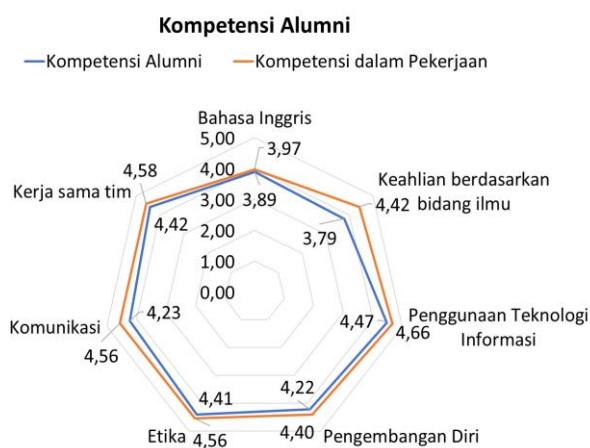 Kompetensi Alumni
Kompetensi Alumni
Kompetensi dalam Pekerjaan
Bahasa Inggris
5,00
4,00
3,00
2,00
1,00
0,00
3,97
3,89
Keahlian berdasarkan
bidang ilmu
4,42
3,79
Penggunaan Teknologi
Informasi
4,47
4,66
Pengembangan Diri
4,22
4,40
Etika
4,41
4,56
Komunikasi
4,23
4,56
Kerja sama tim
4,58
4,42